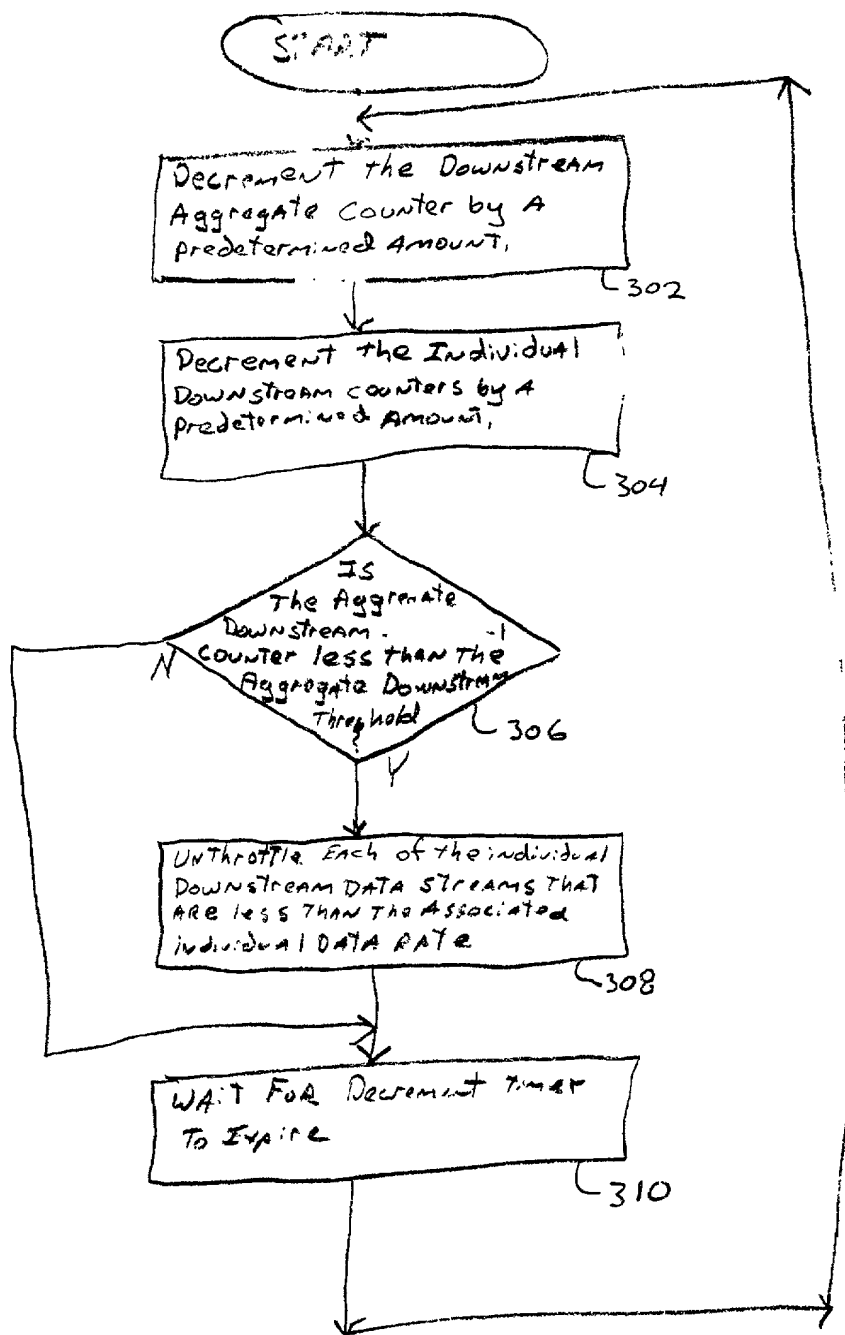 START
Decrement the Downstream
Aggregate Counter by A
predetermined Amount.
302
Decrement the Individual
Downstream counters by A
Predetermined Amount.
304
Is
The Aggregate
Downstream
Counter less than the
Aggregate Downstream
Threshold
?
N
306
Y
UnThrottle Each of the individual
Downstream DATA STREAMS THAT
ARE less THAN The Associated
individual DATA RATE
308
WAIT FOR Decrement timer
To Expire
310